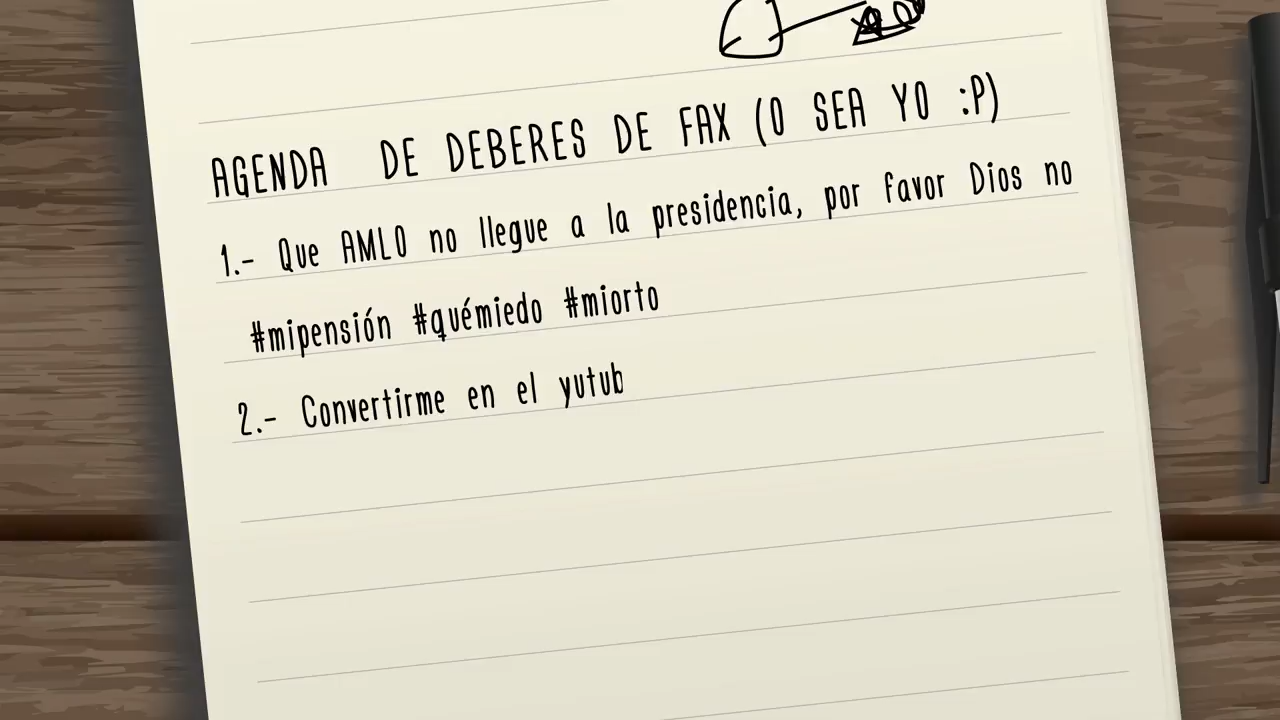 AGENDA DE DEBERES DE FAX (O SEA YO :P)
1.- Que AMLO no llegue a la presidencia, por favor Dios no
#mipensión #quémiedo #miorto
2.- Convertirme en el yutub